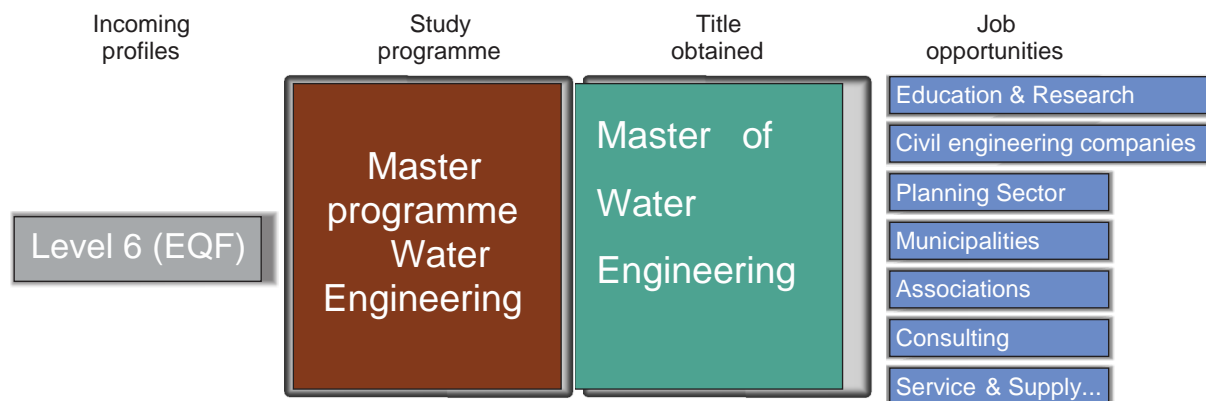 Incoming
profiles
Study
programme
Title
obtained
Job
opportunities
Level 6 (EQF)
Master
programme
Water
Engineering
Master of
Water
Engineering
Education & Research
Civil engineering companies
Planning Sector
Municipalities
Associations
Consulting
Service & Supply...